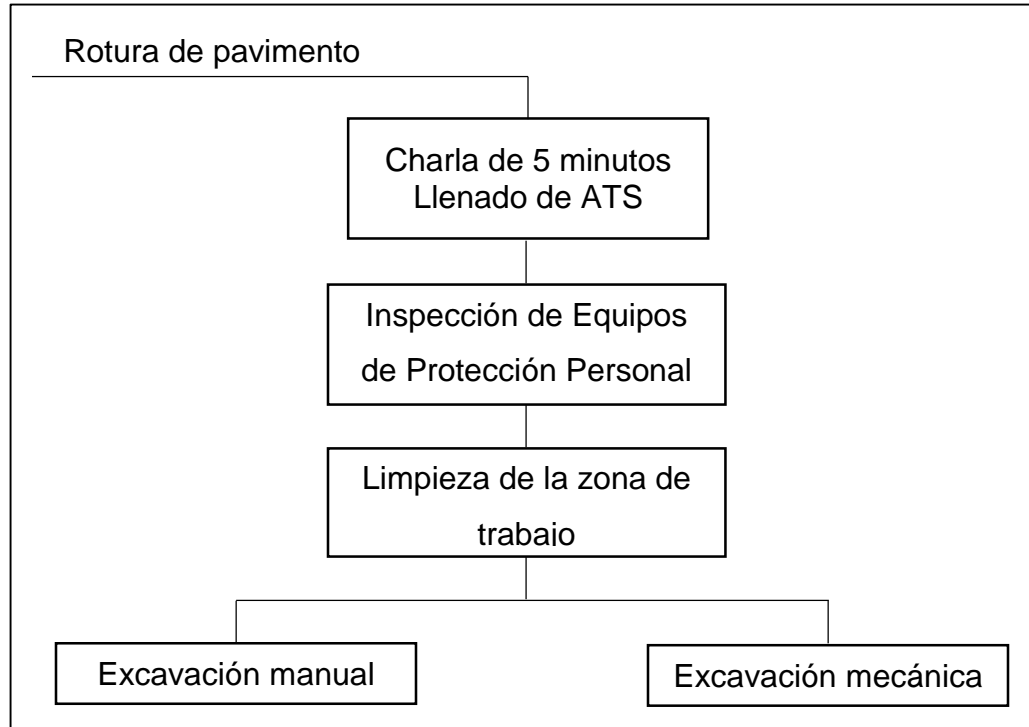 Rotura de pavimento
Charla de 5 minutos
Llenado de ATS
Inspección de Equipos
de Protección Personal
Limpieza de la zona de
trabajo
Excavación manual
Excavación mecánica